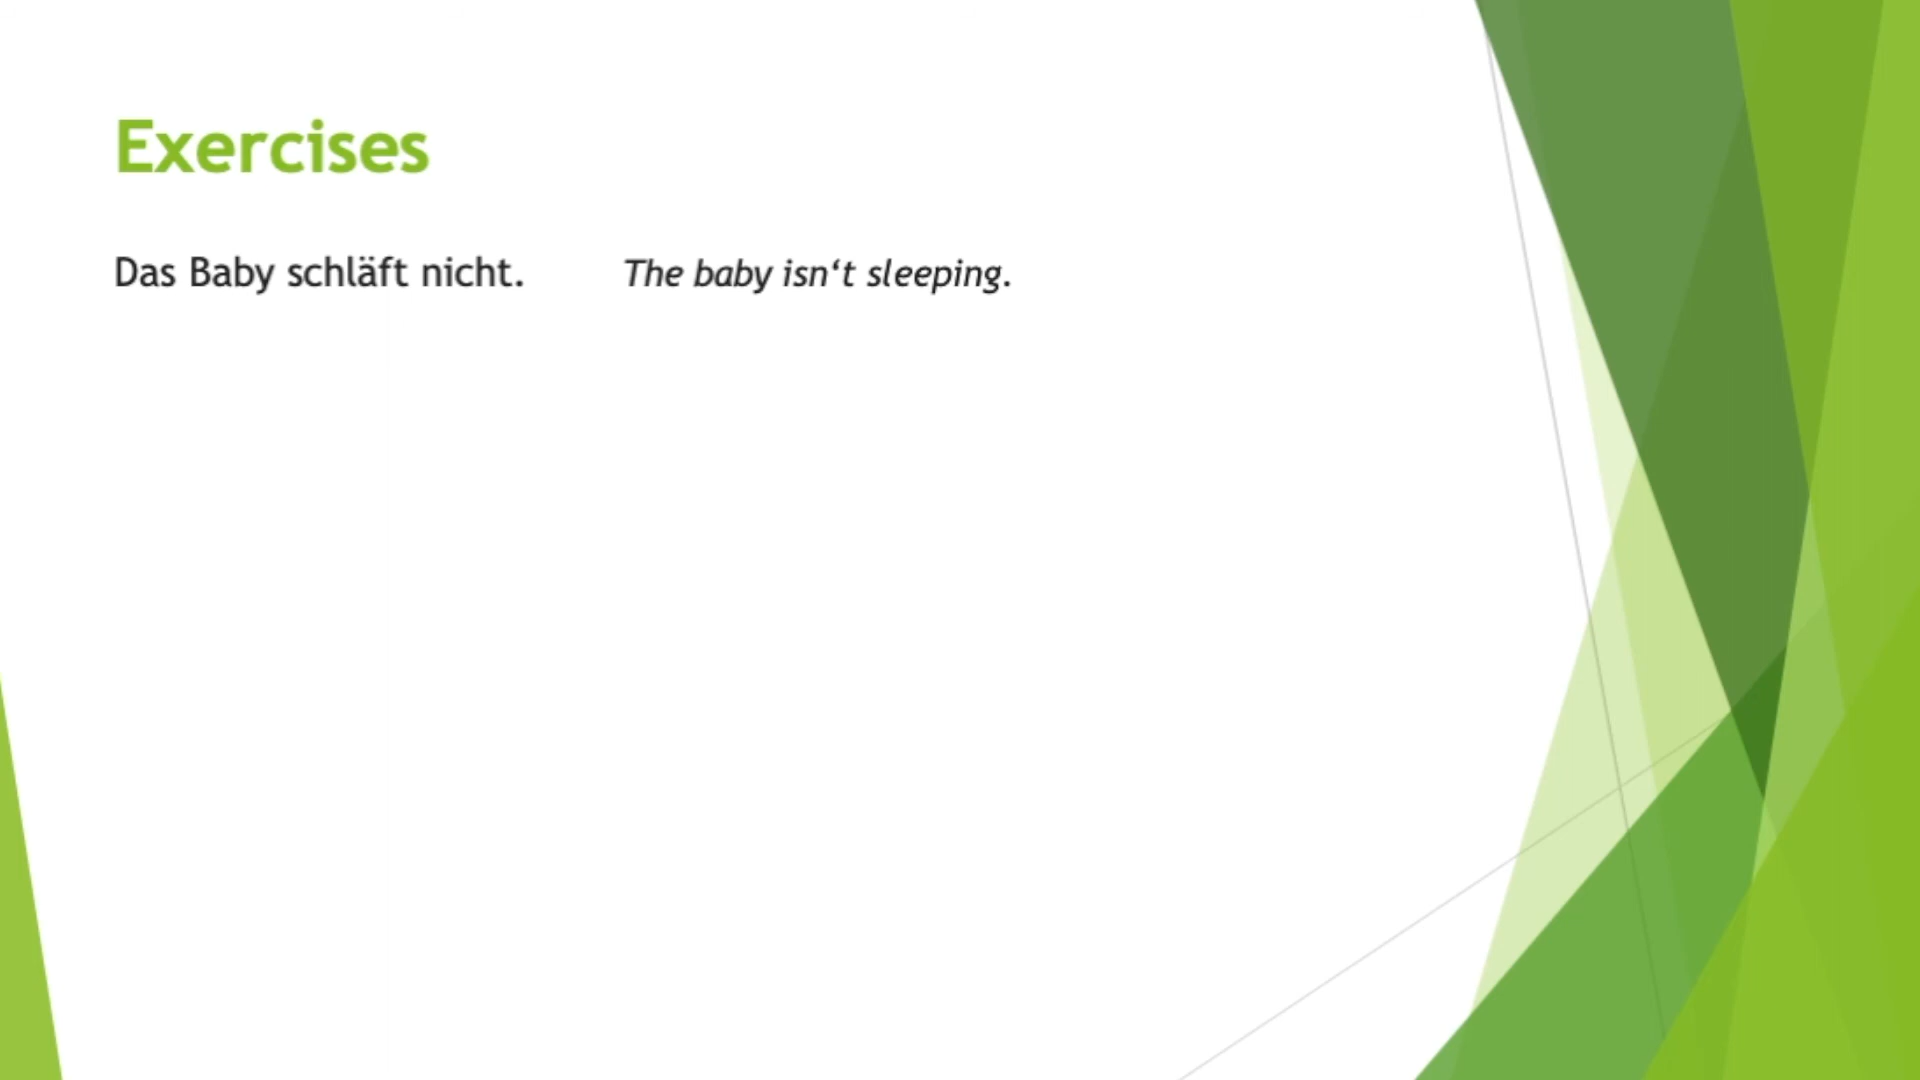 Exercises
Das Baby schläft nicht. The baby isn‘t sleeping.